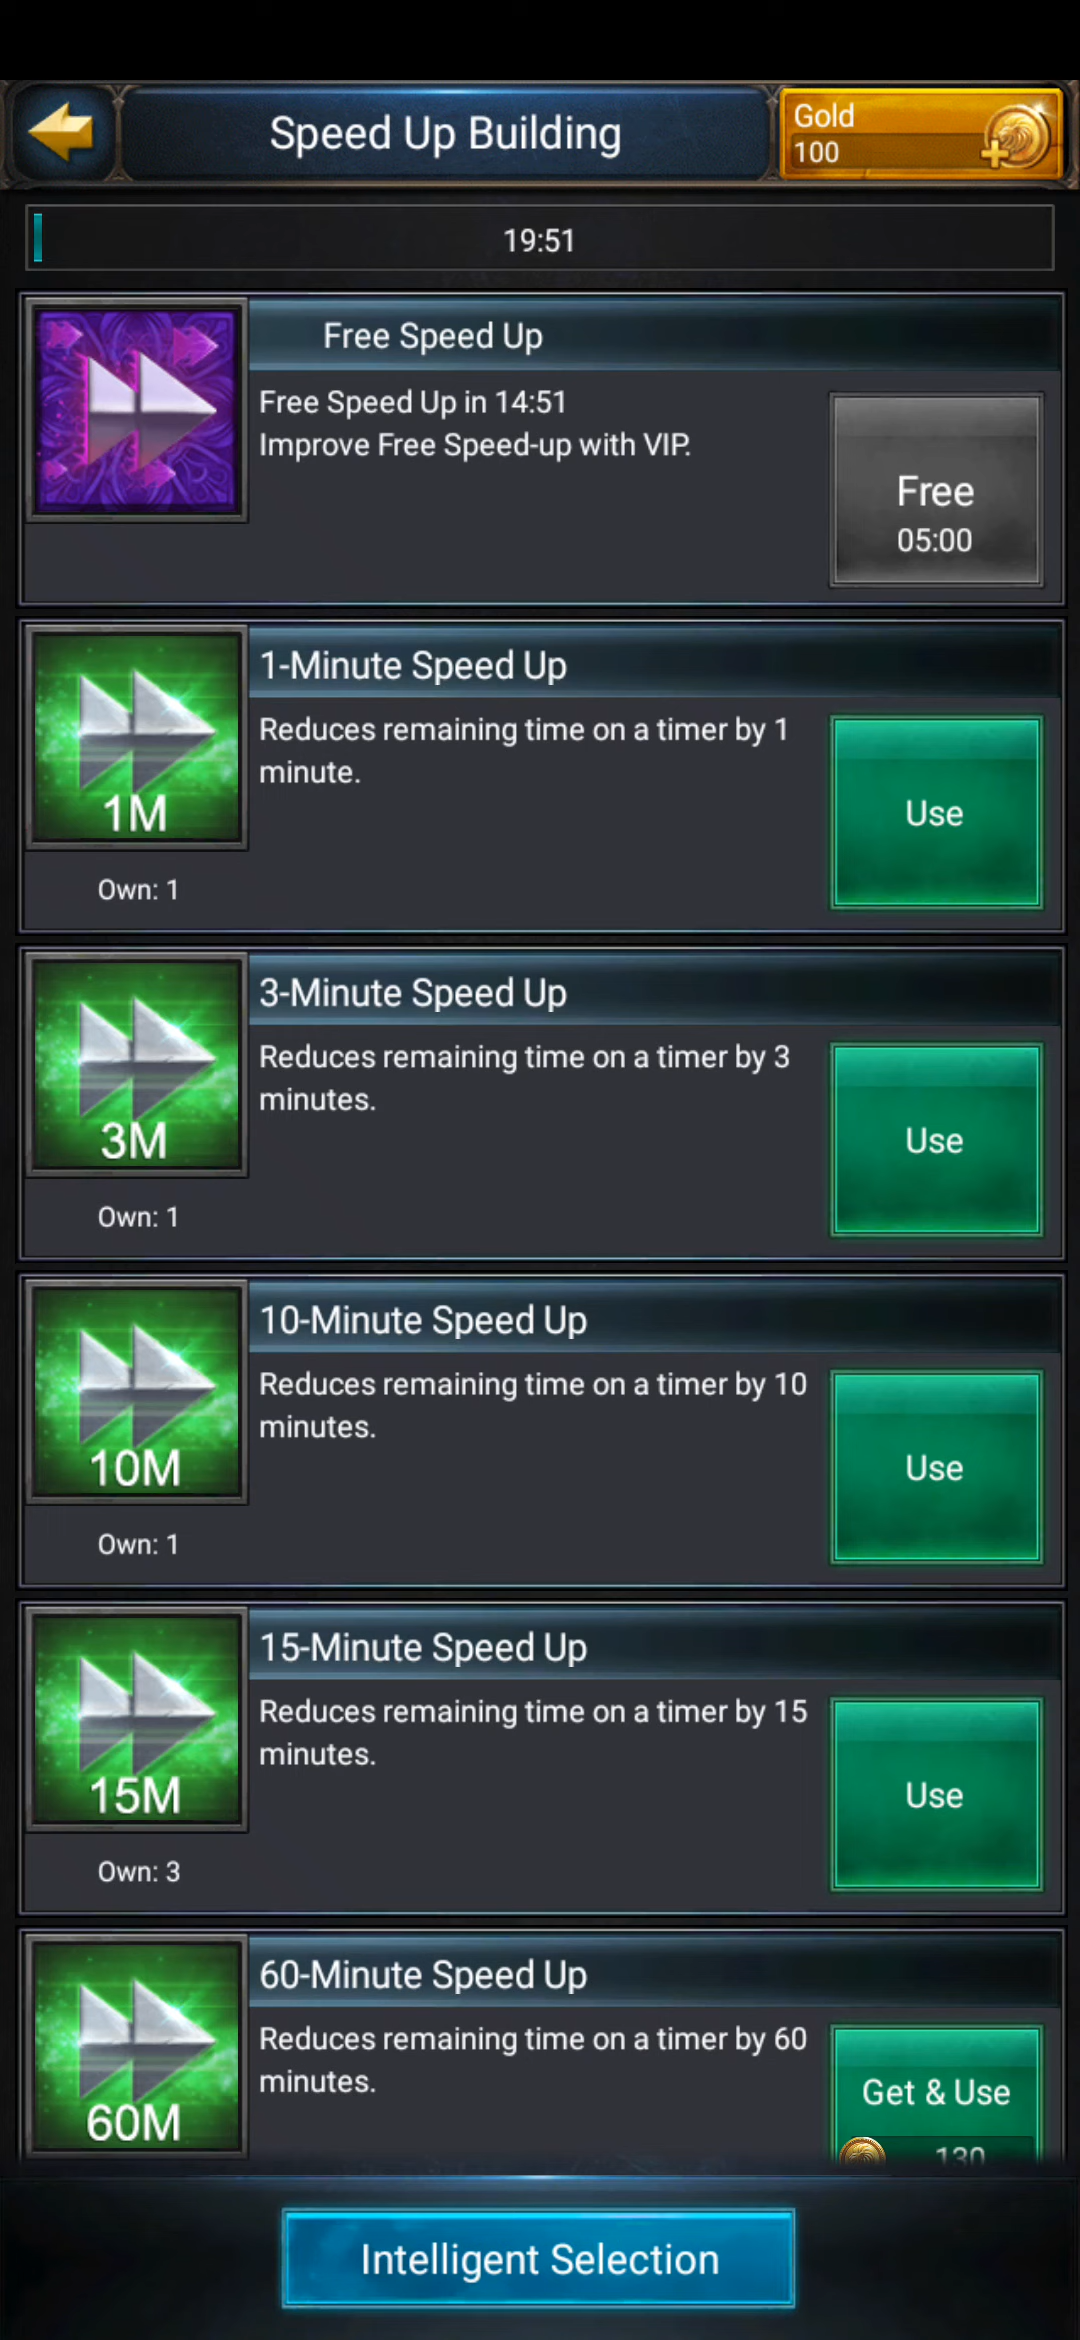 Speed Up Building
Gold
100
19:51
Free Speed Up
Free Speed Up in 14:51
Improve Free Speed-up with VIP.
Free
05:00
1-Minute Speed Up
Reduces remaining time on a timer by 1
minute.
1M
Use
Own: 1
3-Minute Speed Up
Reduces remaining time on a timer by 3
minutes.
3M
Use
Own: 1
10-Minute Speed Up
Reduces remaining time on a timer by 10
minutes.
10M
Use
Own: 1
15-Minute Speed Up
Reduces remaining time on a timer by 15
minutes.
15M
Use
Own: 3
60-Minute Speed Up
Reduces remaining time on a timer by 60
minutes.
60M
Get & Use
130
Intelligent Selection